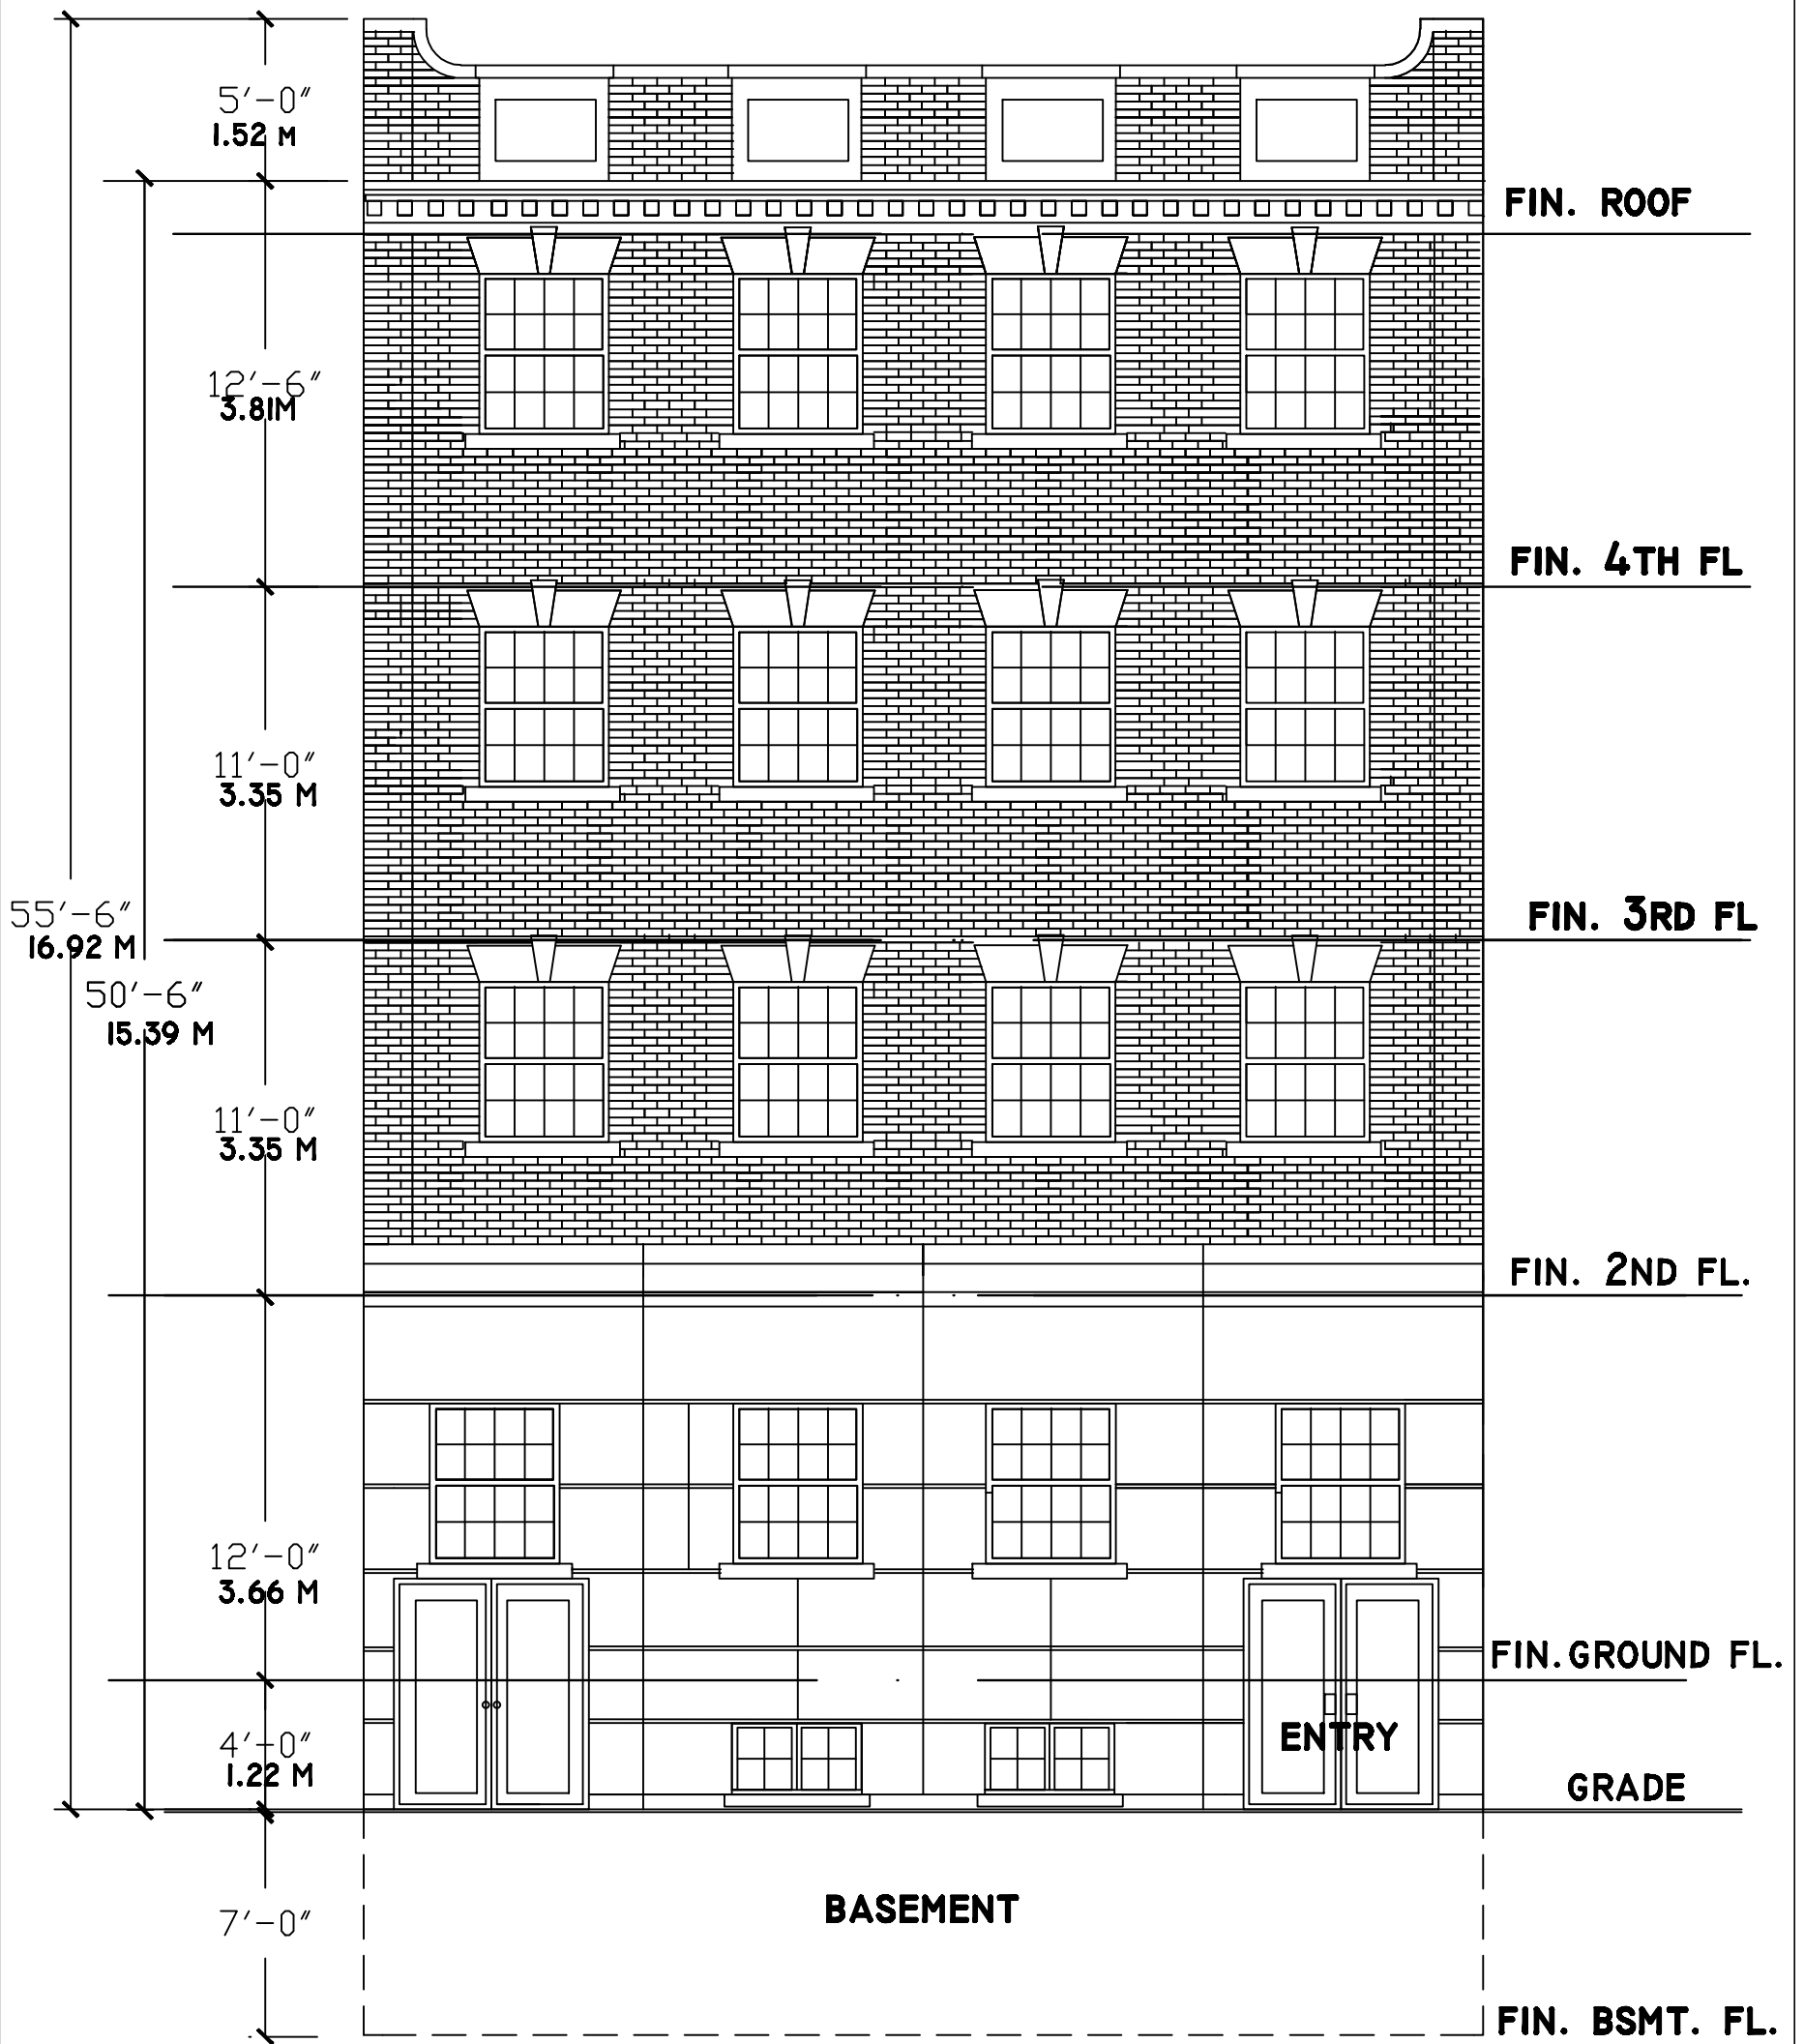 5'-0"
1.52 M
FIN. ROOF
12'-6"
3.81M
FIN. 4TH FL
11'-0"
3.35 M
55'-6"
16.92 M
FIN. 3RD FL
50'-6"
15.39 M
11'-0"
3.35 M
FIN. 2ND FL.
12'-0"
3.66 M
FIN. GROUND FL.
4'-0"
1.22 M
ENTRY
GRADE
BASEMENT
7'-0"
FIN. BSMT. FL.